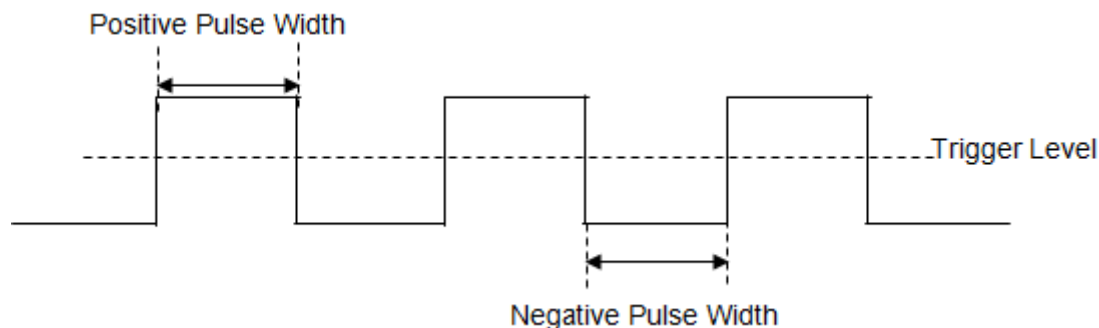 Positive Pulse Width
Trigger Level
Negative Pulse Width